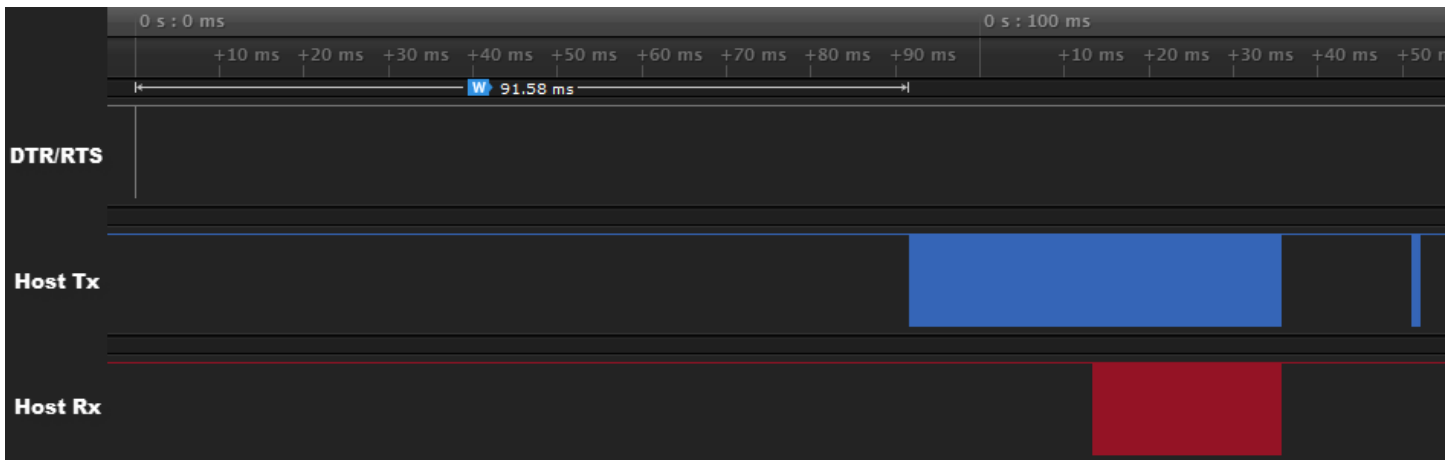 0 s : 0 ms 0 s : 100 ms
+10 ms +20 ms +30 ms +40 ms +50 ms +60 ms +70 ms +80 ms +90 ms +10 ms +20 ms +30 ms +40 ms +50 m
W 91.58 ms
DTR/RTS
Host Tx
Host Rx